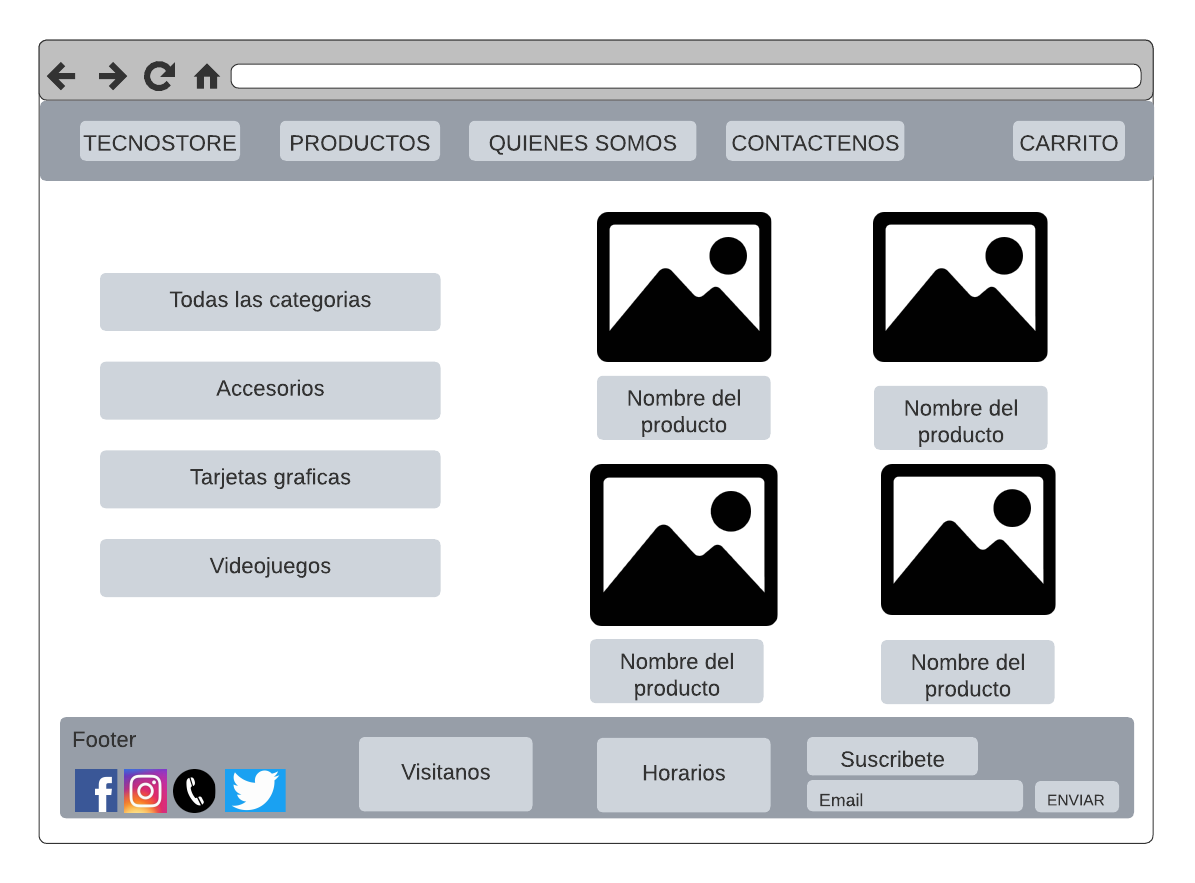 TECNOSTORE
PRODUCTOS
QUIENES SOMOS
CONTACTENOS
CARRITO
Todas las categorias
Accesorios
Tarjetas graficas
Videojuegos
Nombre del
producto
Nombre del
producto
Nombre del
producto
Nombre del
producto
Footer
Visitanos
Horarios
Suscribete
Email
ENVIAR